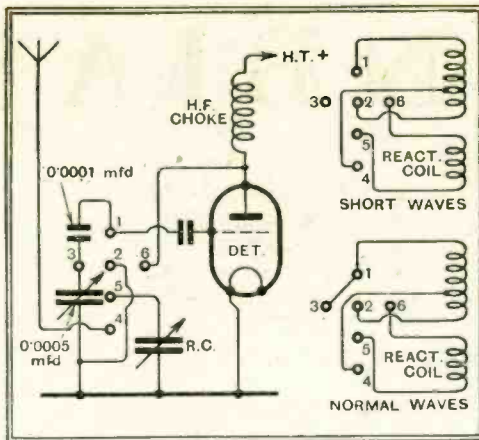 H.T. +
H.F.
CHOKE
0·0001 mfd
1
3
2
6
5
4
DET.
0·0005
mfd
R.C.
1
3
2
6
5
4
REACT.
COIL
SHORT WAVES
1
3
2
6
5
4
REACT.
COIL
NORMAL WAVES